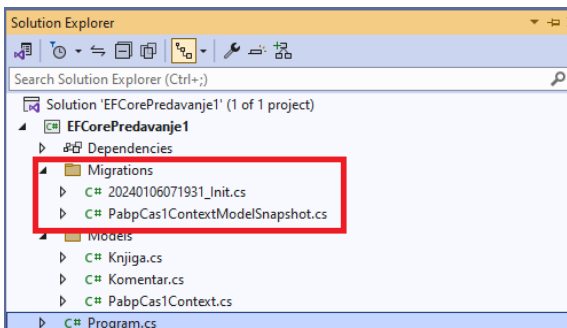 Solution Explorer
Search Solution Explorer (Ctrl+;)
Solution 'EFCorePredavanje1' (1 of 1 project)
C# EFCorePredavanje1
Dependencies
Migrations
C# 20240106071931_Init.cs
C# PabpCas1ContextModelSnapshot.cs
Models
C# Knjiga.cs
C# Komentar.cs
C# PabpCas1Context.cs
C# Program.cs